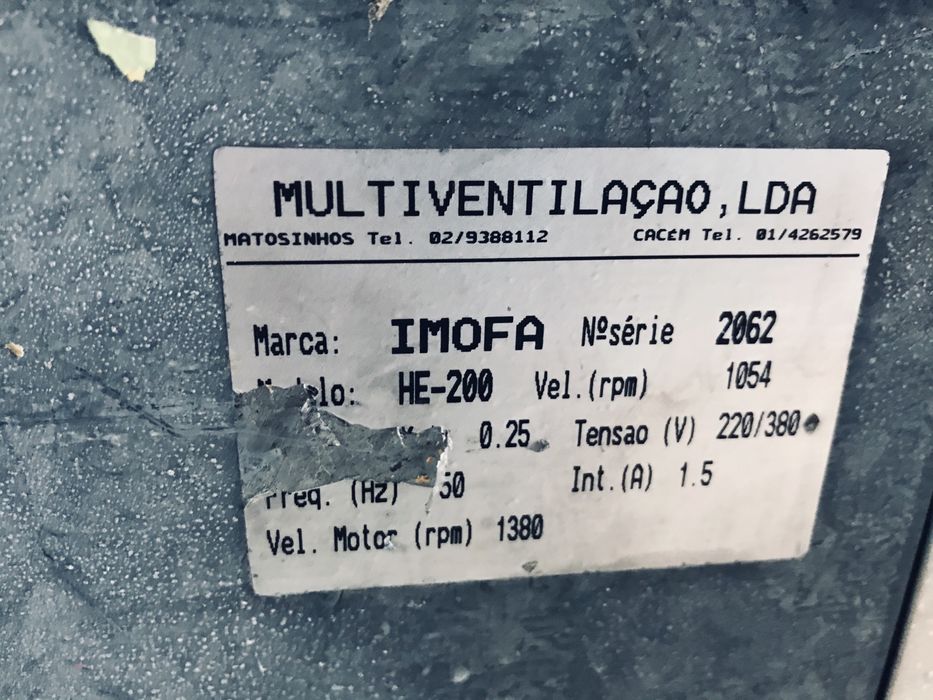 MULTIVENTILAÇAO,LDA
MATOSINHOS Tel. 02/9388112 CACÉM Tel. 01/4262579
Marca: IMOFA Nºsérie 2062
HE-200 Vel.(rpm) 1054
0.25 Tensao (V) 220/380
Freq. (Hz) 50 Int.(A) 1.5
Vel. Motor (rpm) 1380